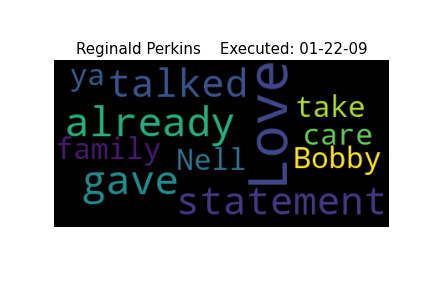 Reginald Perkins    Executed: 01-22-09
ya talked
Love
take
already
care
family
Nell
Bobby
gave
statement